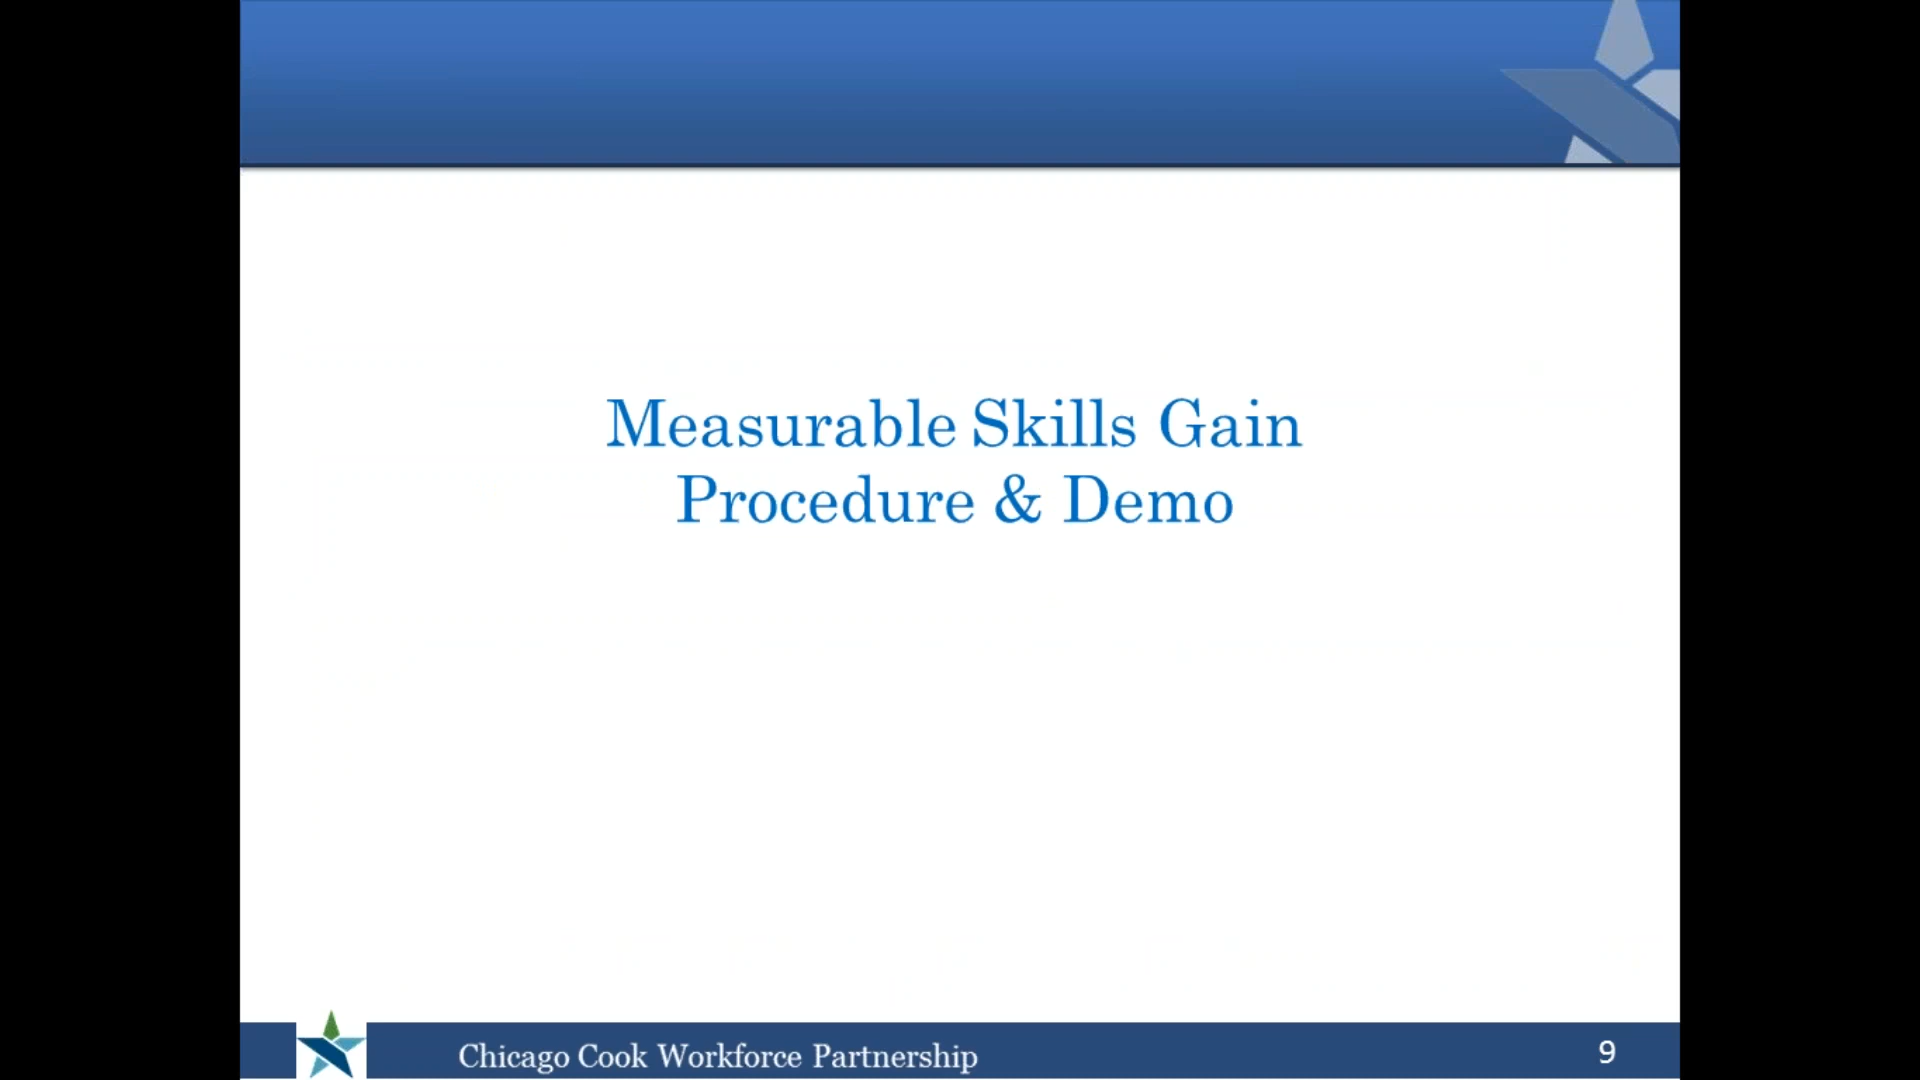 Measurable Skills Gain
Procedure & Demo
Chicago Cook Workforce Partnership
9